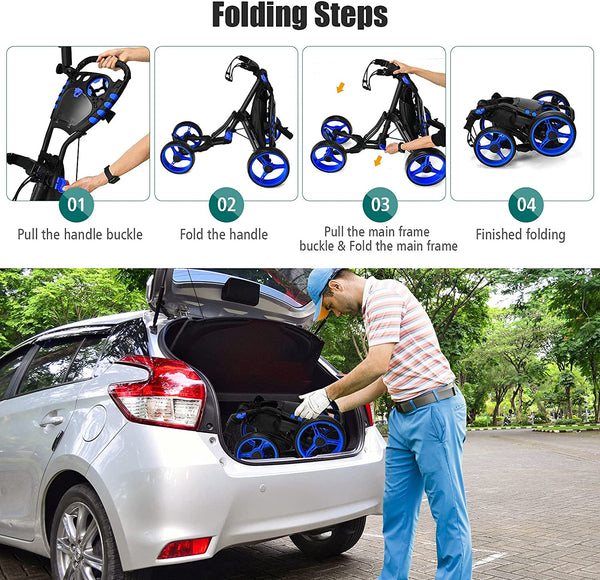 Folding Steps
01
Pull the handle buckle
02
Fold the handle
03
Pull the main frame
buckle & Fold the main frame
04
Finished folding